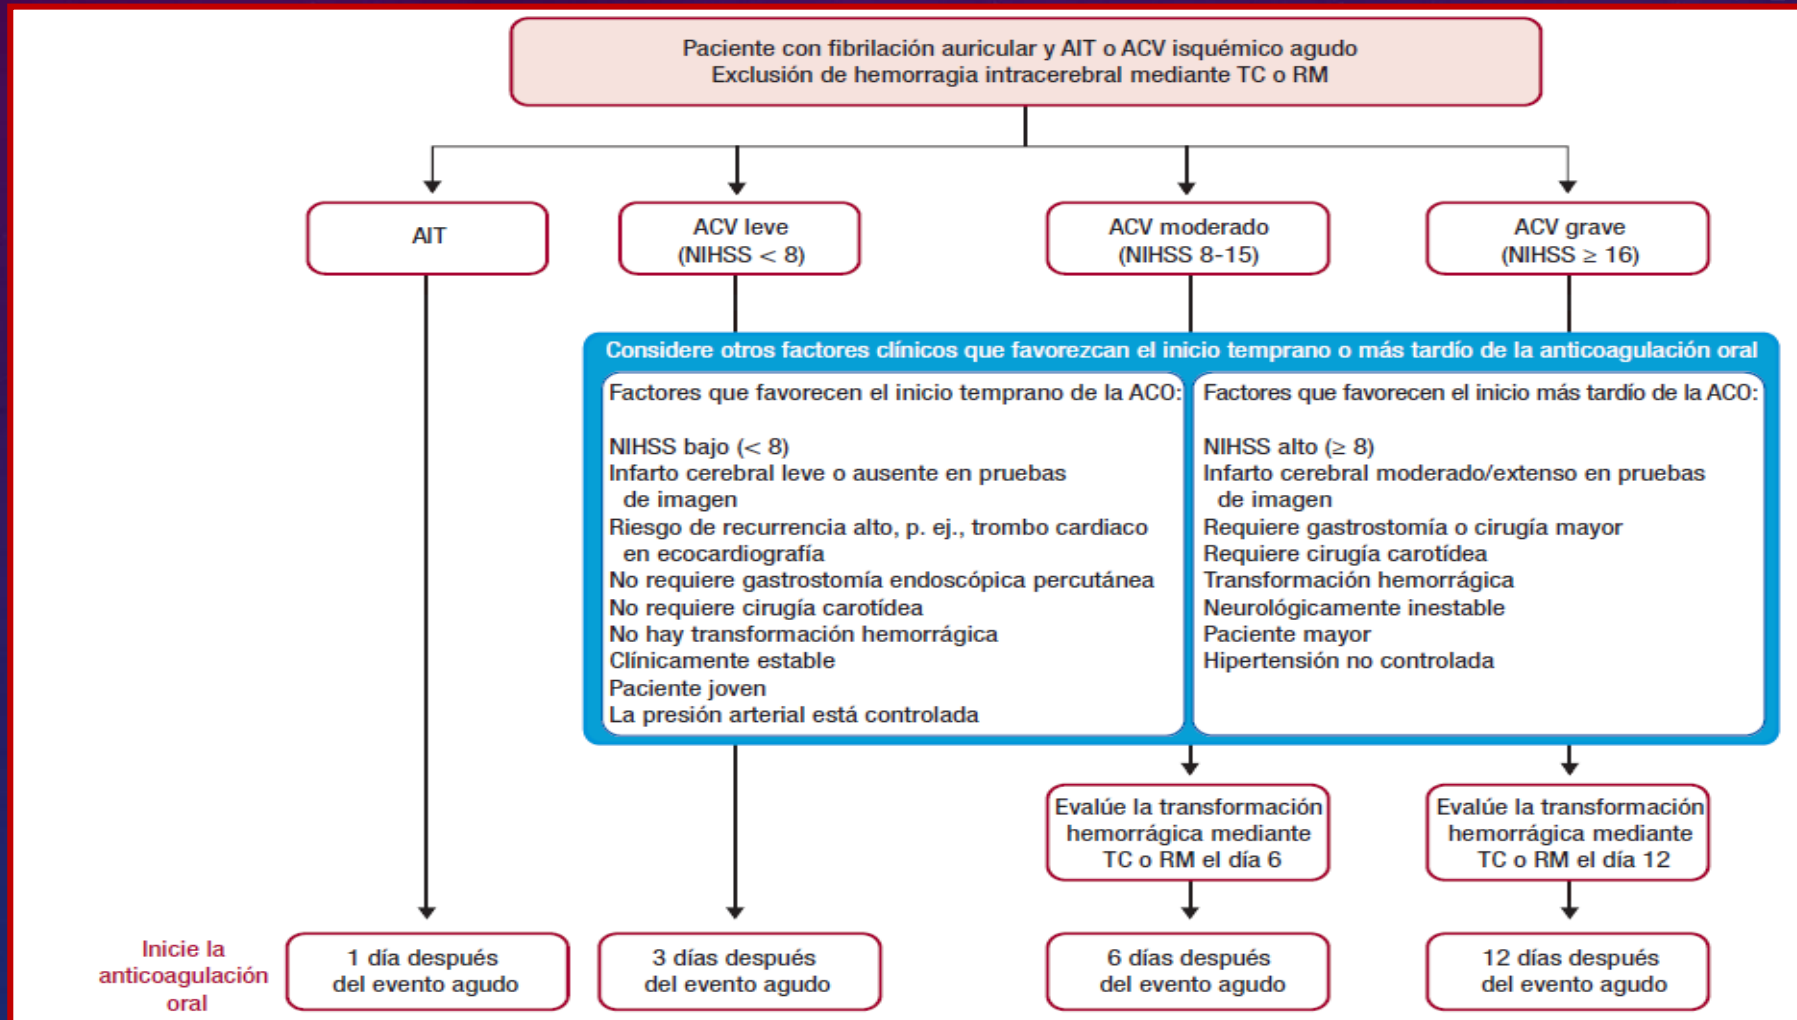 Paciente con fibrilación auricular y AIT o ACV isquémico agudo
Exclusión de hemorragia intracerebral mediante TC o RM
AIT
ACV leve
(NIHSS < 8)
ACV moderado
(NIHSS 8-15)
ACV grave
(NIHSS ≥ 16)
Considere otros factores clínicos que favorezcan el inicio temprano o más tardío de la anticoagulación oral
Factores que favorecen el inicio temprano de la ACO:
NIHSS bajo (< 8)
Infarto cerebral leve o ausente en pruebas
de imagen
Riesgo de recurrencia alto, p. ej., trombo cardiaco
en ecocardiografía
No requiere gastrostomía endoscópica percutánea
No requiere cirugía carotídea
No hay transformación hemorrágica
Clínicamente estable
Paciente joven
La presión arterial está controlada
Factores que favorecen el inicio más tardío de la ACO:
NIHSS alto (≥ 8)
Infarto cerebral moderado/extenso en pruebas
de imagen
Requiere gastrostomía o cirugía mayor
Requiere cirugía carotídea
Transformación hemorrágica
Neurológicamente inestable
Paciente mayor
Hipertensión no controlada
Evalúe la transformación
hemorrágica mediante
TC o RM el día 6
Evalúe la transformación
hemorrágica mediante
TC o RM el día 12
Inicie la
anticoagulación
oral
1 día después
del evento agudo
3 días después
del evento agudo
6 días después
del evento agudo
12 días después
del evento agudo